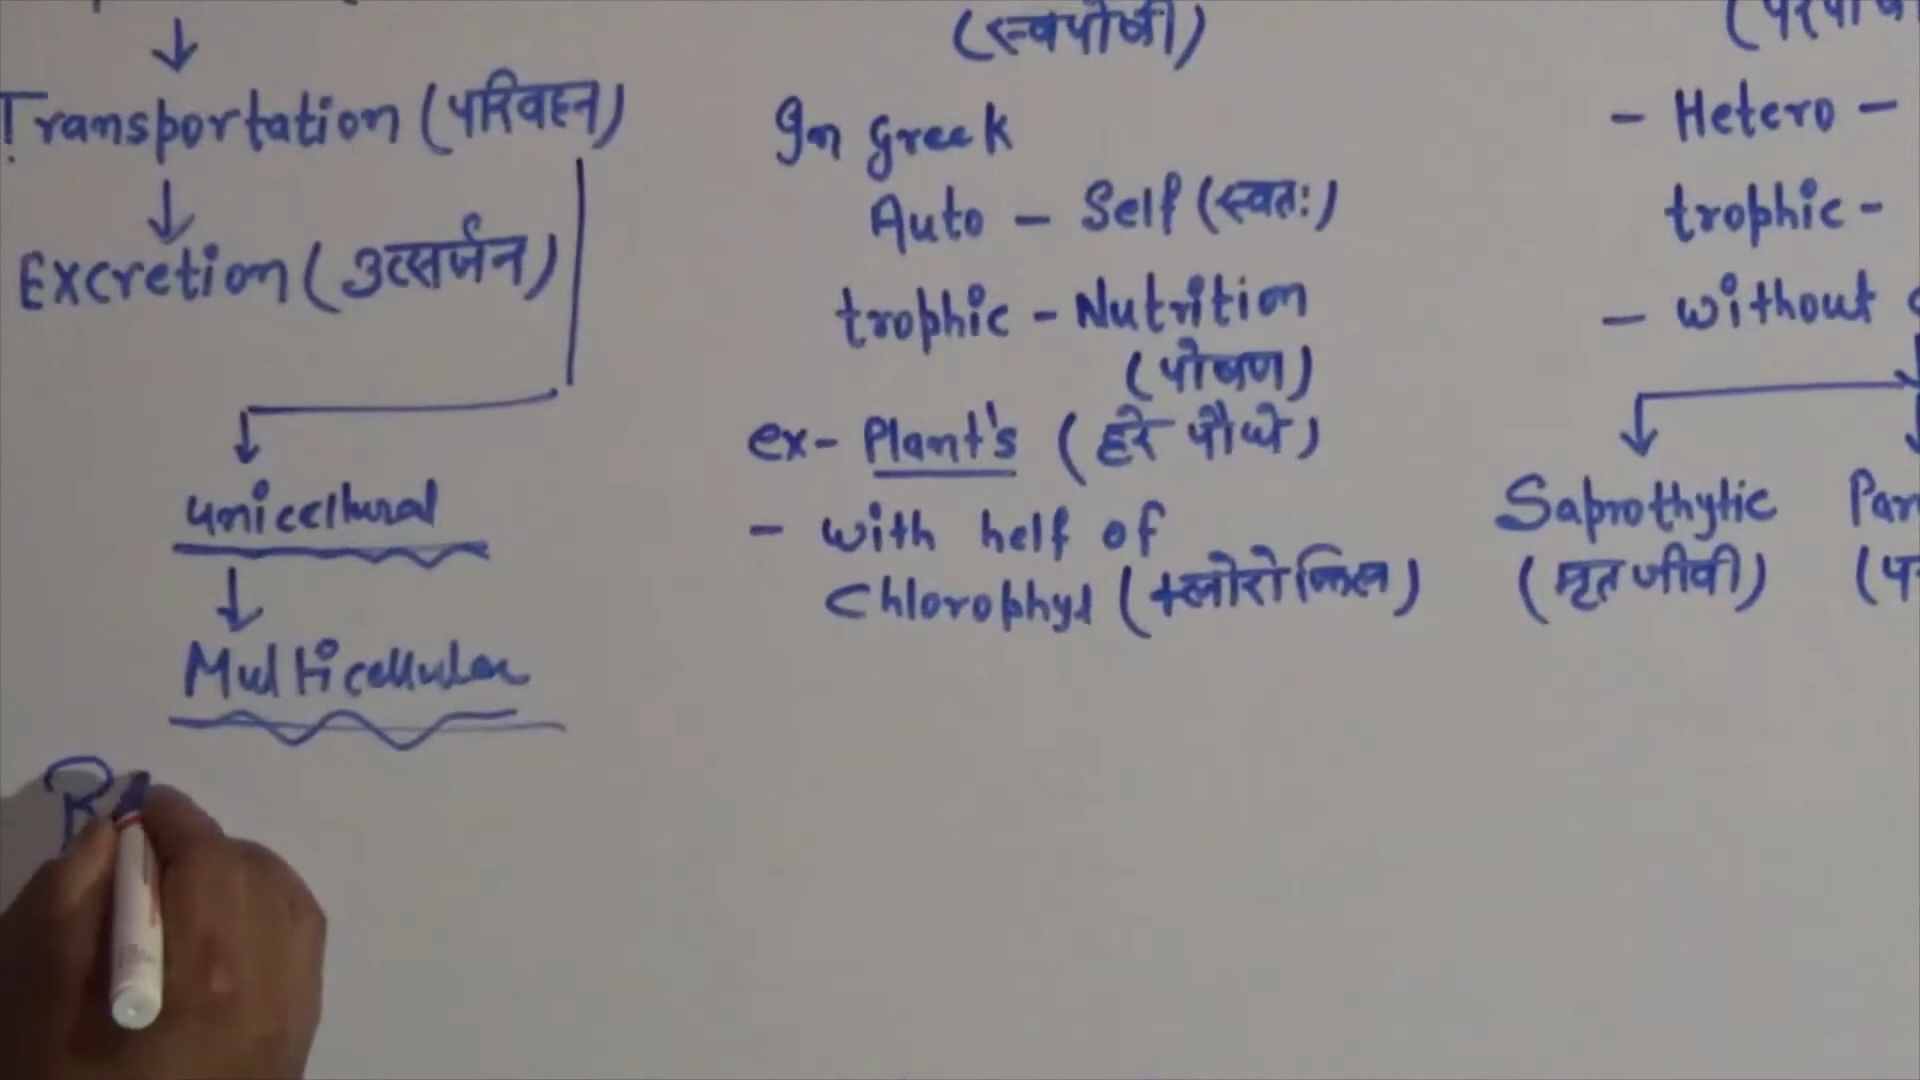 Transportation (परिवहन)
Excretion (उत्सर्जन)
unicellural
Multicellular
(स्वपोषी)
In Greek
Auto - Self (स्वतः)
trophic - Nutrition
(पोषण)
ex- Plant's (हरे पौधे)
- with helf of
Chlorophyl (क्लोरोफिल)
- Hetero -
trophic -
- without
Saprothytic
(मृतजीवी)